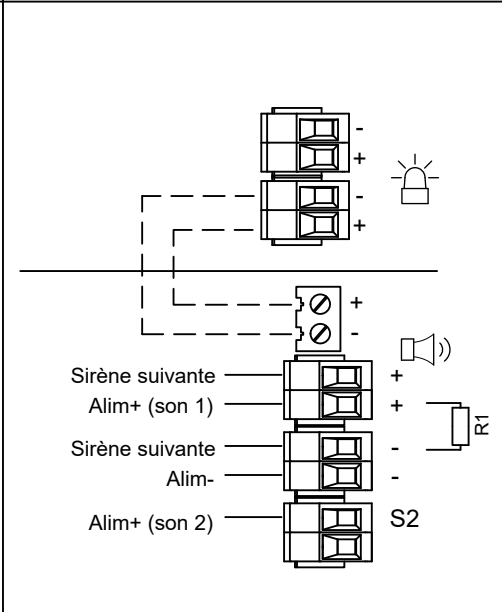 -
+
-
+
+
-
Sirène suivante +
Alim+ (son 1) +
R1
Sirène suivante -
Alim- -
Alim+ (son 2) S2